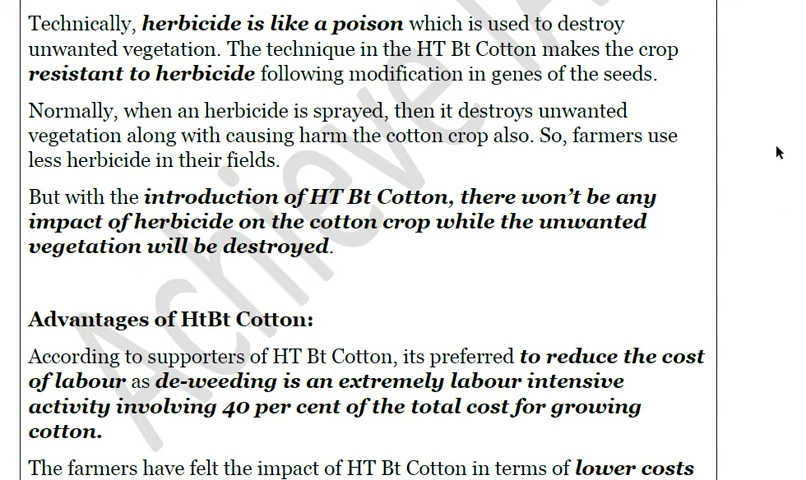 Technically, herbicide is like a poison which is used to destroy
unwanted vegetation. The technique in the HT Bt Cotton makes the crop
resistant to herbicide following modification in genes of the seeds.
Normally, when an herbicide is sprayed, then it destroys unwanted
vegetation along with causing harm the cotton crop also. So, farmers use
less herbicide in their fields.
But with the introduction of HT Bt Cotton, there won't be any
impact of herbicide on the cotton crop while the unwanted
vegetation will be destroyed.
Advantages of HtBt Cotton:
According to supporters of HT Bt Cotton, its preferred to reduce the cost
of labour as de-weeding is an extremely labour intensive
activity involving 40 per cent of the total cost for growing
cotton.
The farmers have felt the impact of HT Bt Cotton in terms of lower costs
Achieve IA